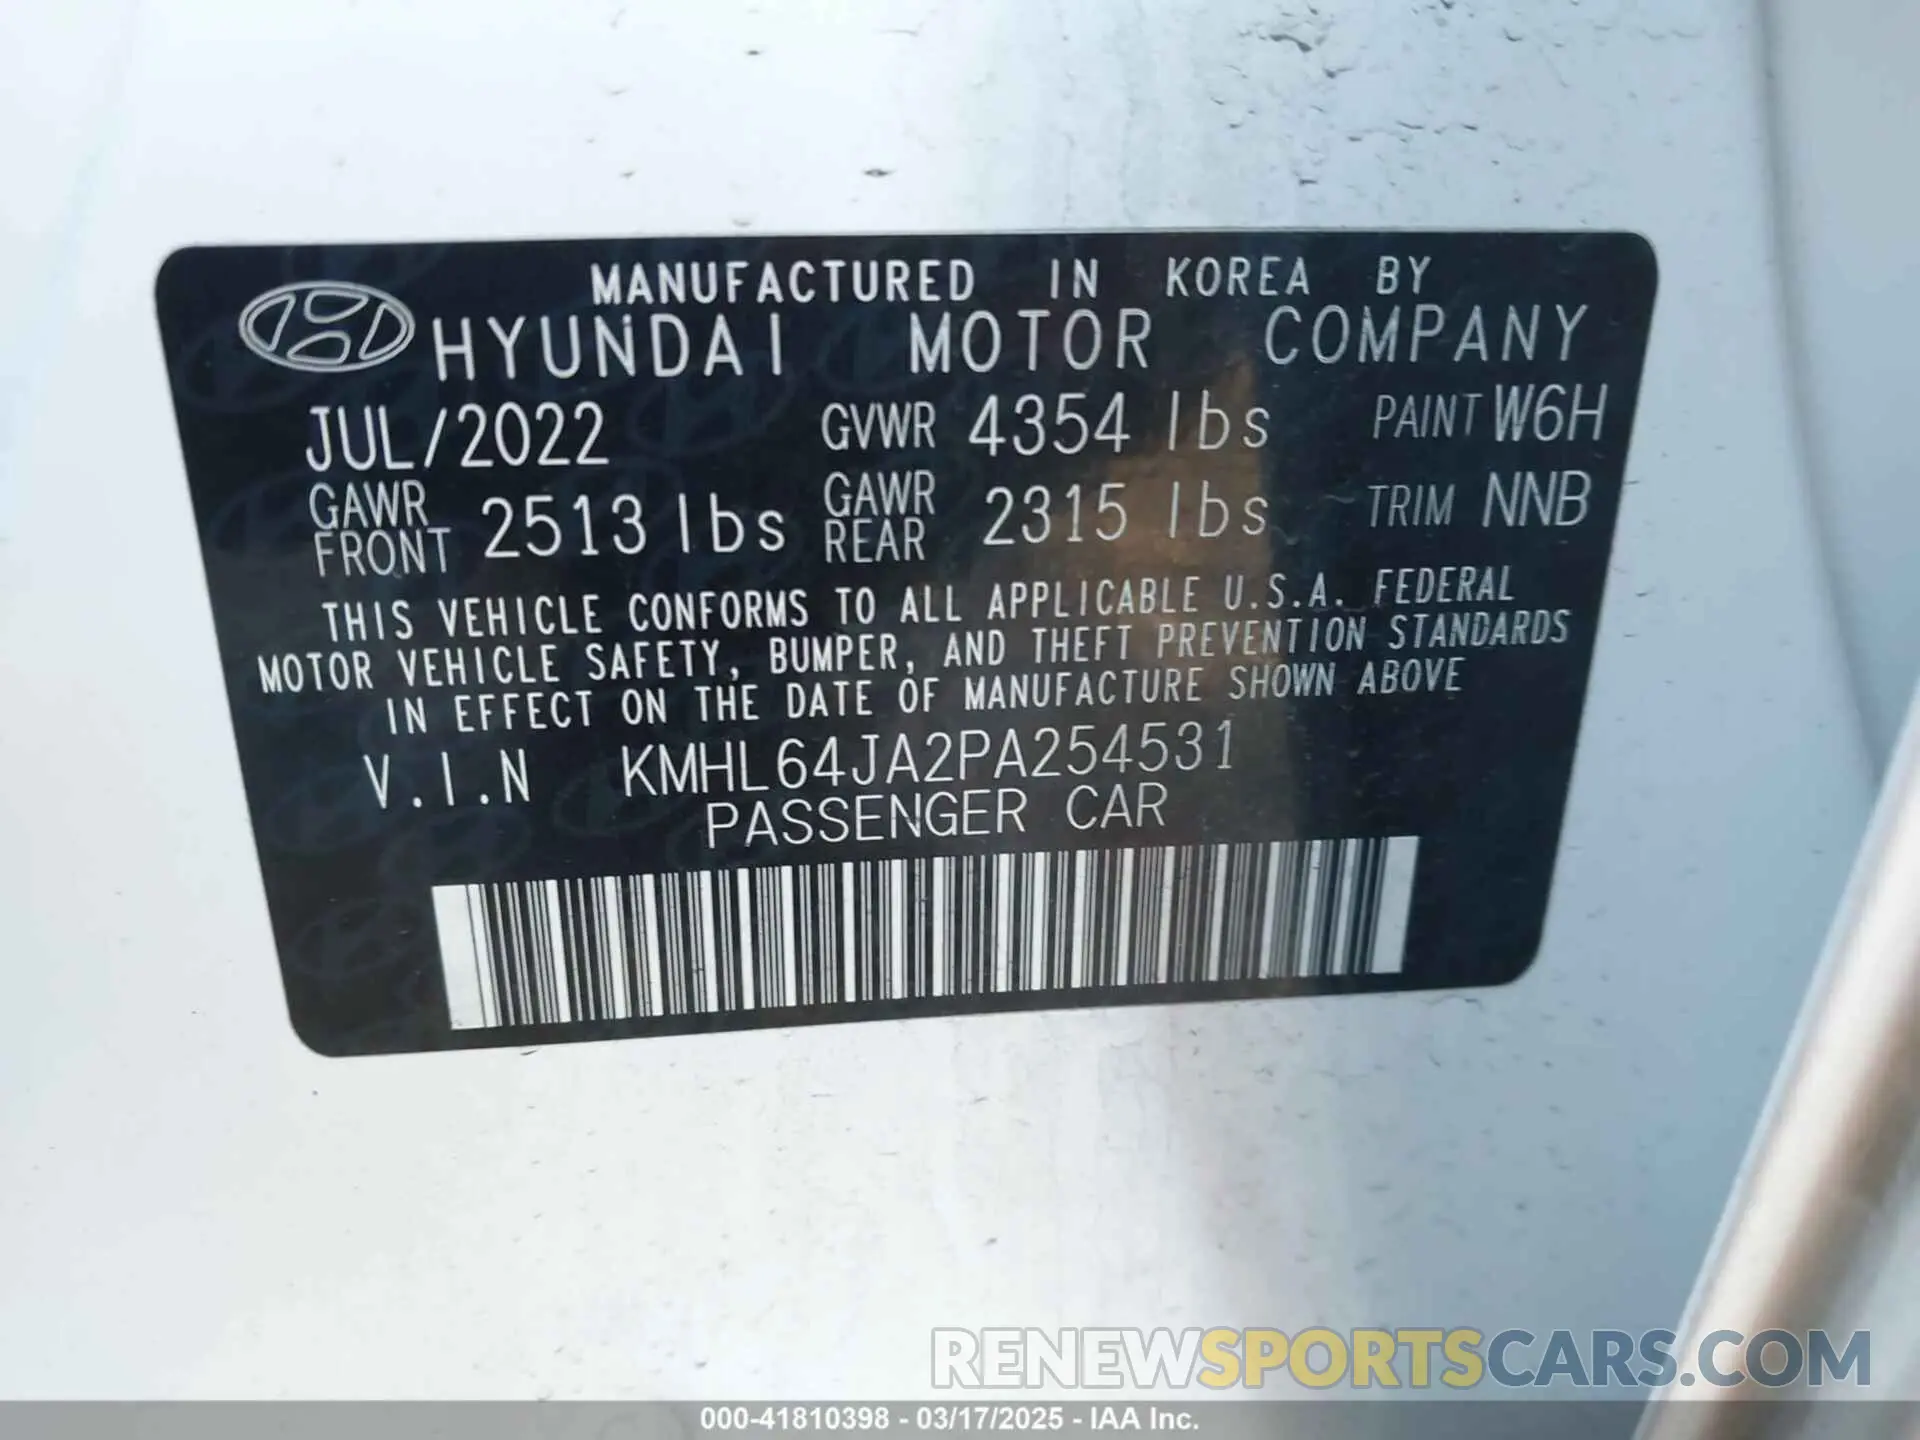 MANUFACTURED IN KOREA BY
HYUNDAI MOTOR COMPANY
JUL/2022 GVWR 4354 lbs PAINT W6H
GAWR FRONT 2513 lbs GAWR REAR 2315 lbs TRIM NNB
THIS VEHICLE CONFORMS TO ALL APPLICABLE U.S.A. FEDERAL
MOTOR VEHICLE SAFETY, BUMPER, AND THEFT PREVENTION STANDARDS
IN EFFECT ON THE DATE OF MANUFACTURE SHOWN ABOVE
V.I.N KMHL64JA2PA254531
PASSENGER CAR
RENEWSPORTSCARS.COM
000-41810398 - 03/17/2025 - IAA Inc.